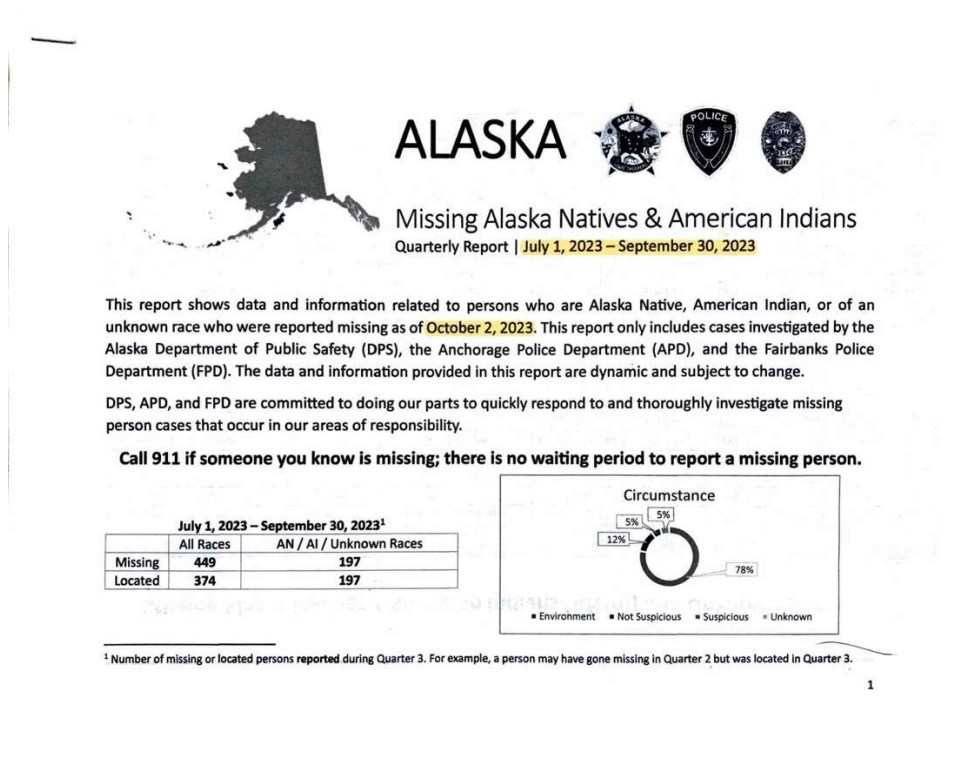 ALASKA
ALASKA
POLICE
Missing Alaska Natives & American Indians
Quarterly Report | July 1, 2023 – September 30, 2023
This report shows data and information related to persons who are Alaska Native, American Indian, or of an
unknown race who were reported missing as of October 2, 2023. This report only includes cases investigated by the
Alaska Department of Public Safety (DPS), the Anchorage Police Department (APD), and the Fairbanks Police
Department (FPD). The data and information provided in this report are dynamic and subject to change.
DPS, APD, and FPD are committed to doing our parts to quickly respond to and thoroughly investigate missing
person cases that occur in our areas of responsibility.
Call 911 if someone you know is missing; there is no waiting period to report a missing person.
July 1, 2023 – September 30, 2023¹
All Races AN / AI / Unknown Races
Missing 449 197
Located 374 197
Circumstance
5%
5%
12%
78%
Environment Not Suspicious Suspicious Unknown
¹ Number of missing or located persons reported during Quarter 3. For example, a person may have gone missing in Quarter 2 but was located in Quarter 3.
1